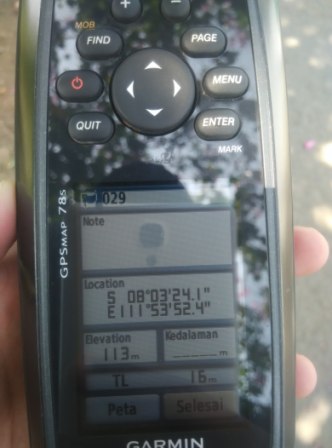 MOB
FIND
PAGE
MENU
QUIT
ENTER
MARK
GPSMAP 78s
029
Note
Location
S 08°03'24.1"
E111°53'52.4"
Elevation
Kedalaman
113m
_____m
TL 16m
Peta
Selesai
GARMIN